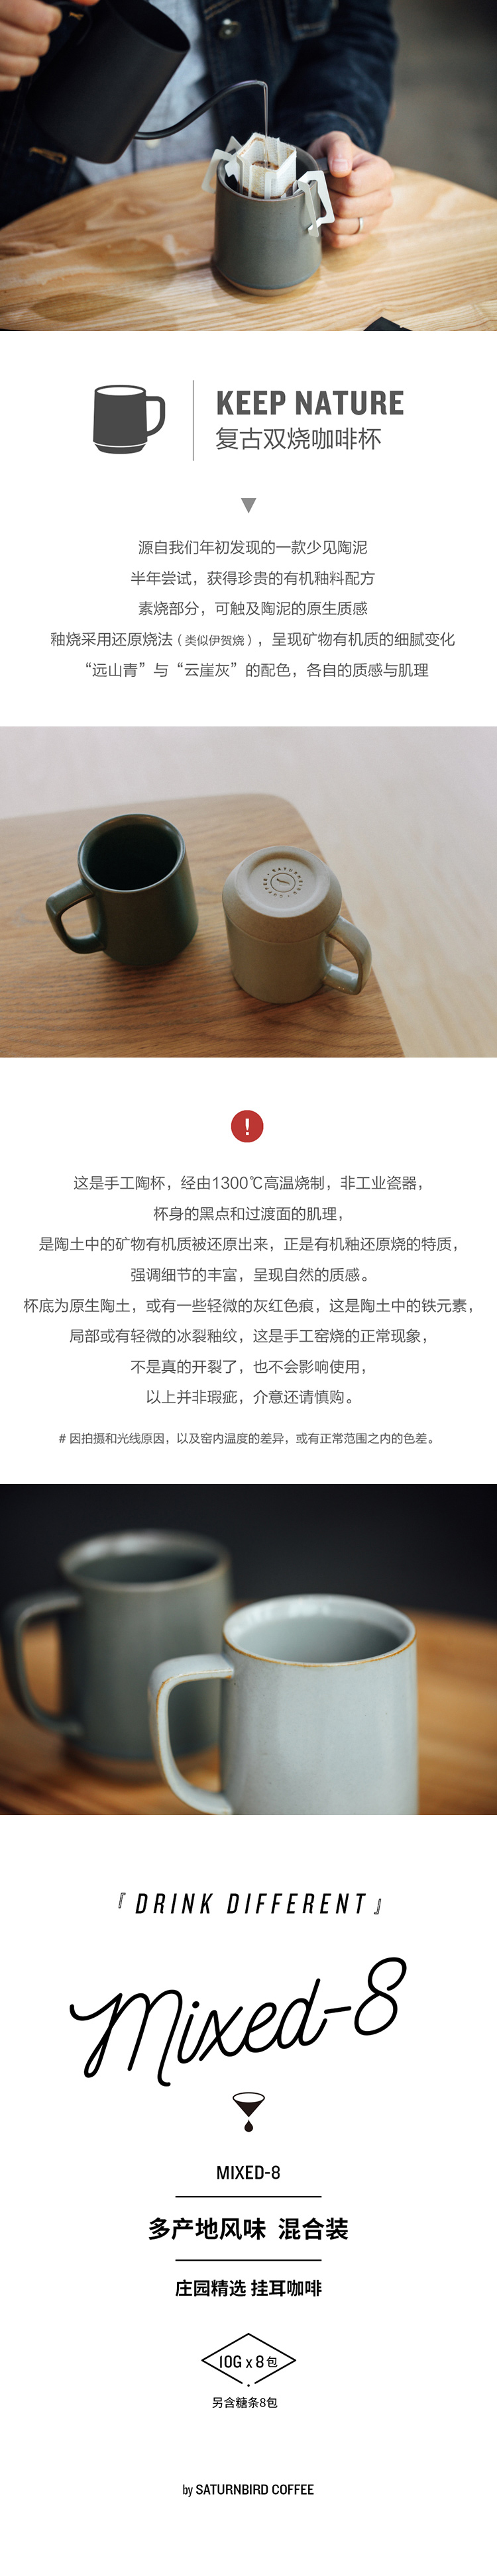 KEEP NATURE
复古双烧咖啡杯
源自我们年初发现的一款少见陶泥
半年尝试，获得珍贵的有机釉料配方
素烧部分，可触及陶泥的原生质感
釉烧采用还原烧法（类似伊贺烧），呈现矿物有机质的细腻变化
“远山青”与“云崖灰”的配色，各自的质感与肌理
!
这是手工陶杯，经由1300℃高温烧制，非工业瓷器，
杯身的黑点和过渡面的肌理，
是陶土中的矿物有机质被还原出来，正是有机釉还原烧的特质，
强调细节的丰富，呈现自然的质感。
杯底为原生陶土，或有一些轻微的灰红色痕，这是陶土中的铁元素，
局部或有轻微的冰裂釉纹，这是手工窑烧的正常现象，
不是真的开裂了，也不会影响使用，
以上并非瑕疵，介意还请慎购。
# 因拍摄和光线原因，以及窑内温度的差异，或有正常范围之内的色差。
『DRINK DIFFERENT』
Mixed-8
MIXED-8
多产地风味 混合装
庄园精选 挂耳咖啡
10G x 8包
另含糖条8包
by SATURNBIRD COFFEE